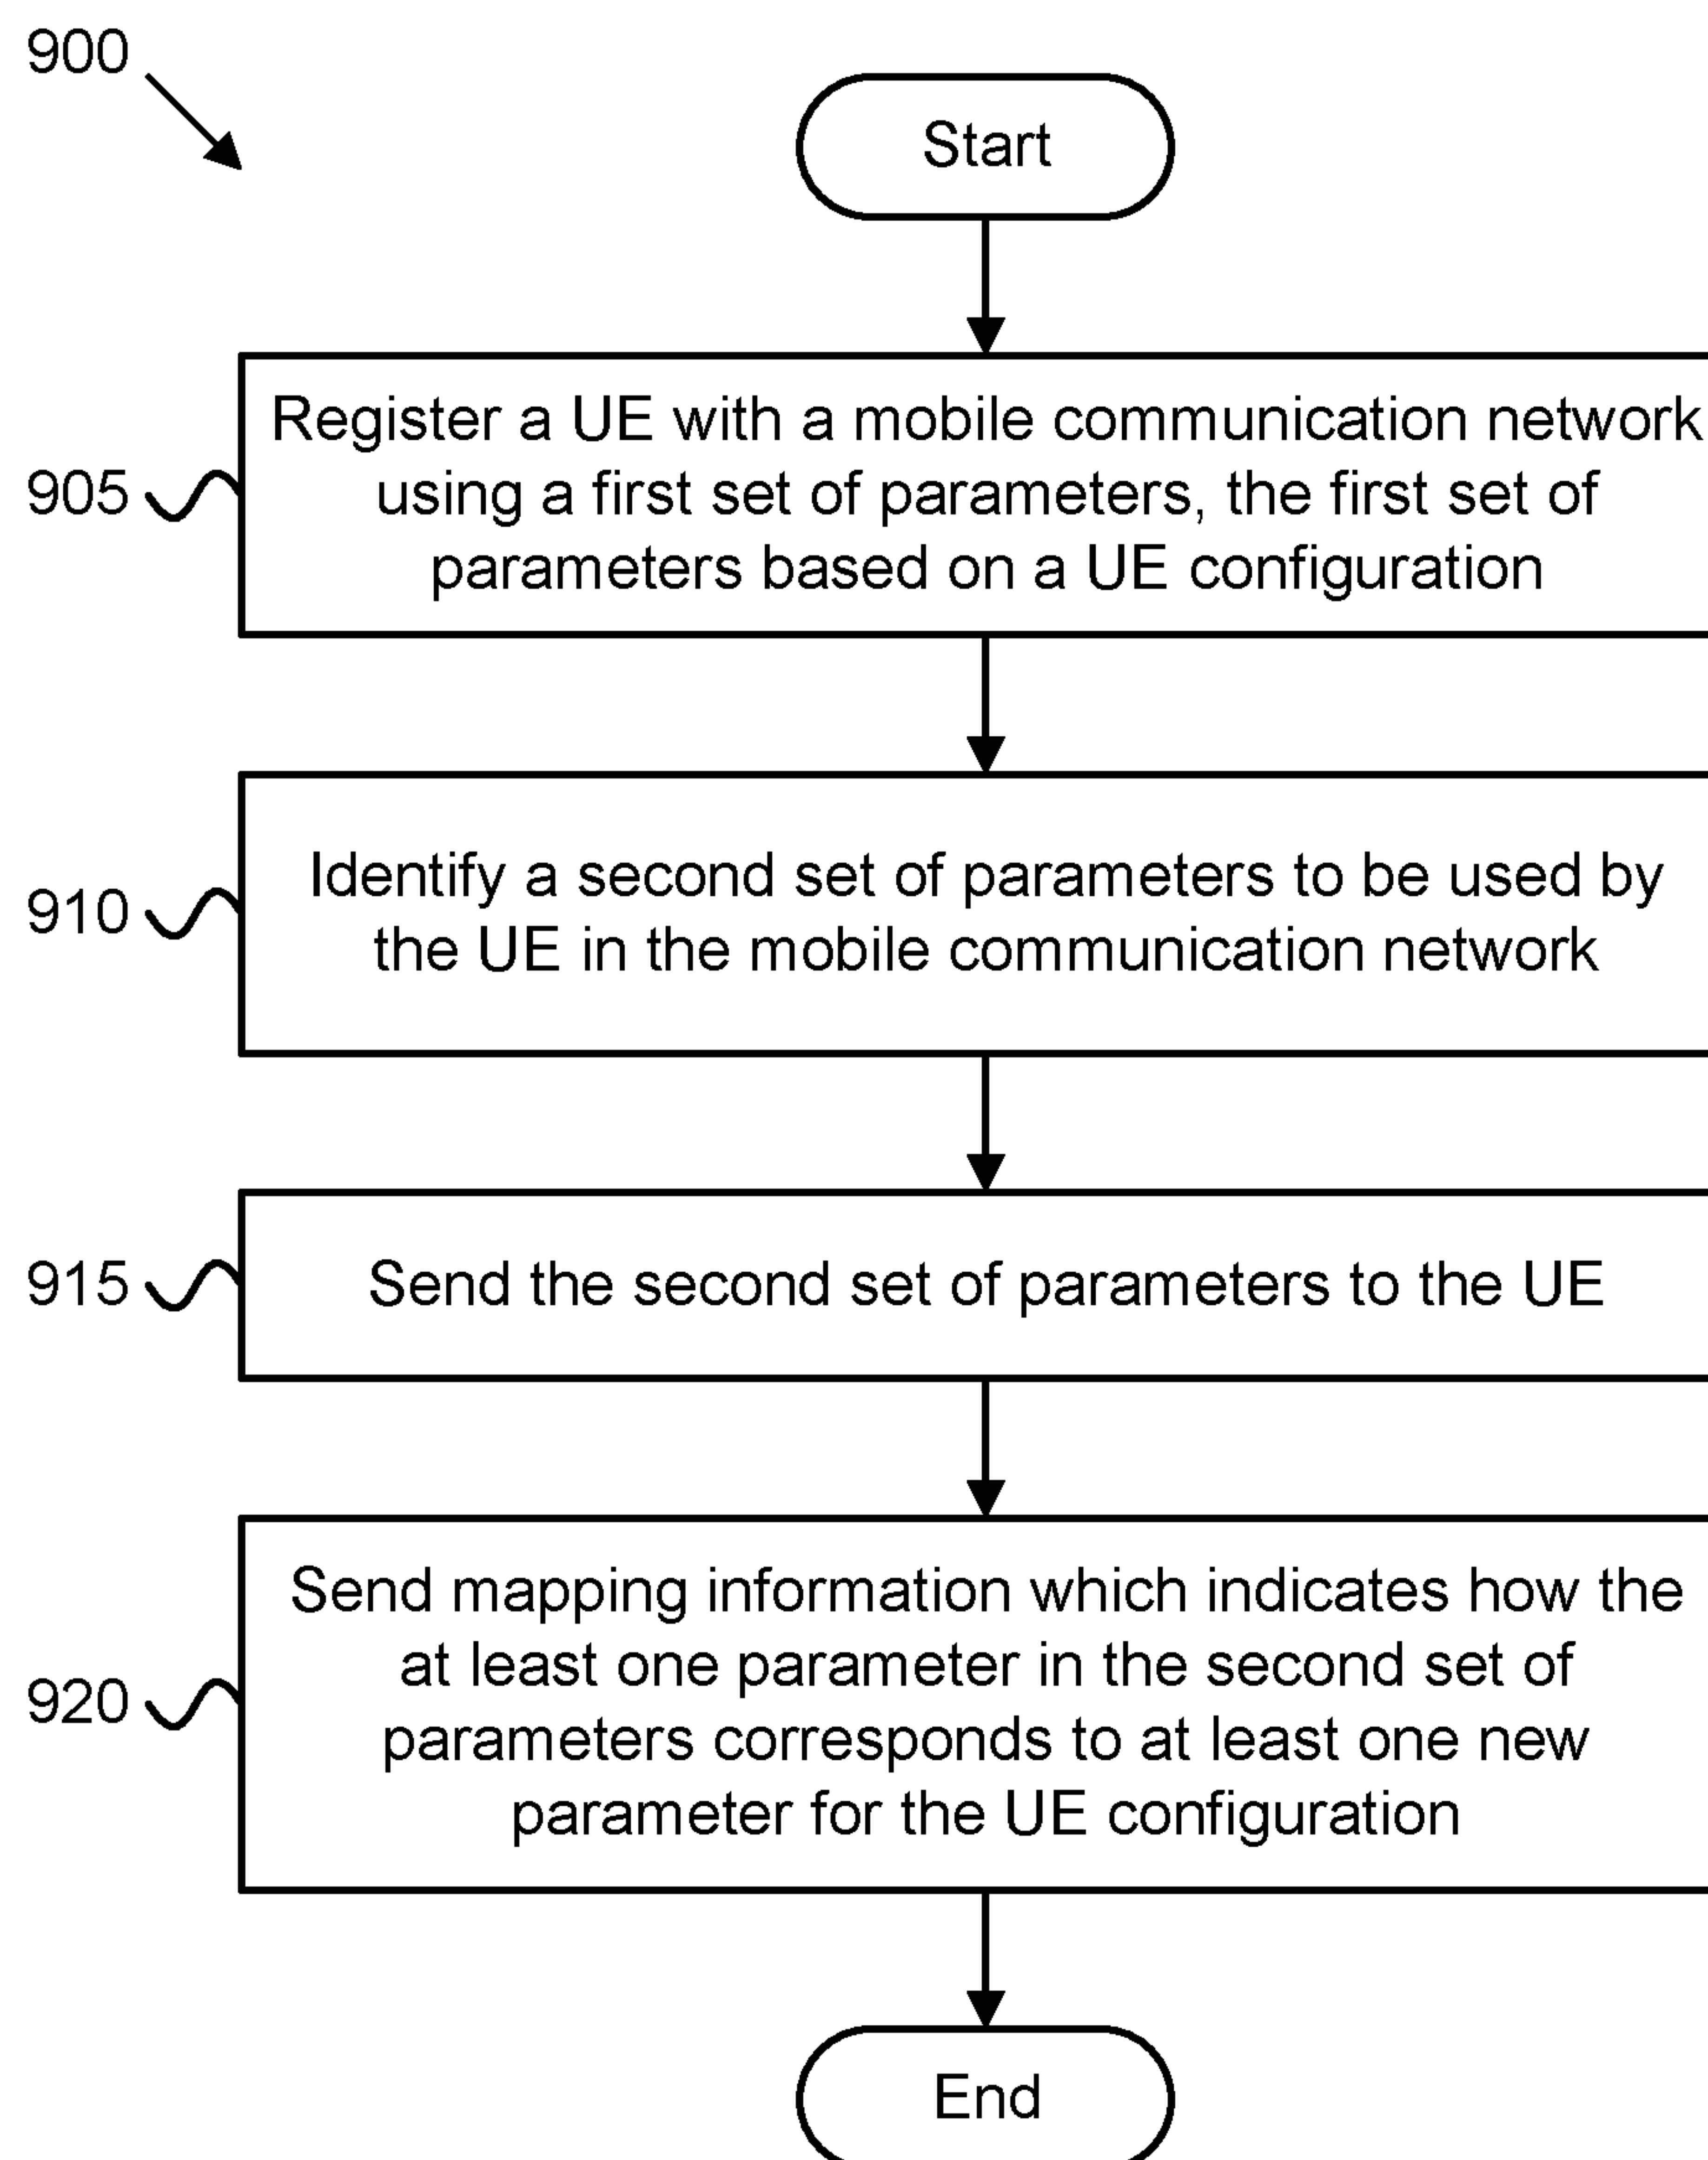 900
Start
905
Register a UE with a mobile communication network
using a first set of parameters, the first set of
parameters based on a UE configuration
910
Identify a second set of parameters to be used by
the UE in the mobile communication network
915
Send the second set of parameters to the UE
920
Send mapping information which indicates how the
at least one parameter in the second set of
parameters corresponds to at least one new
parameter for the UE configuration
End